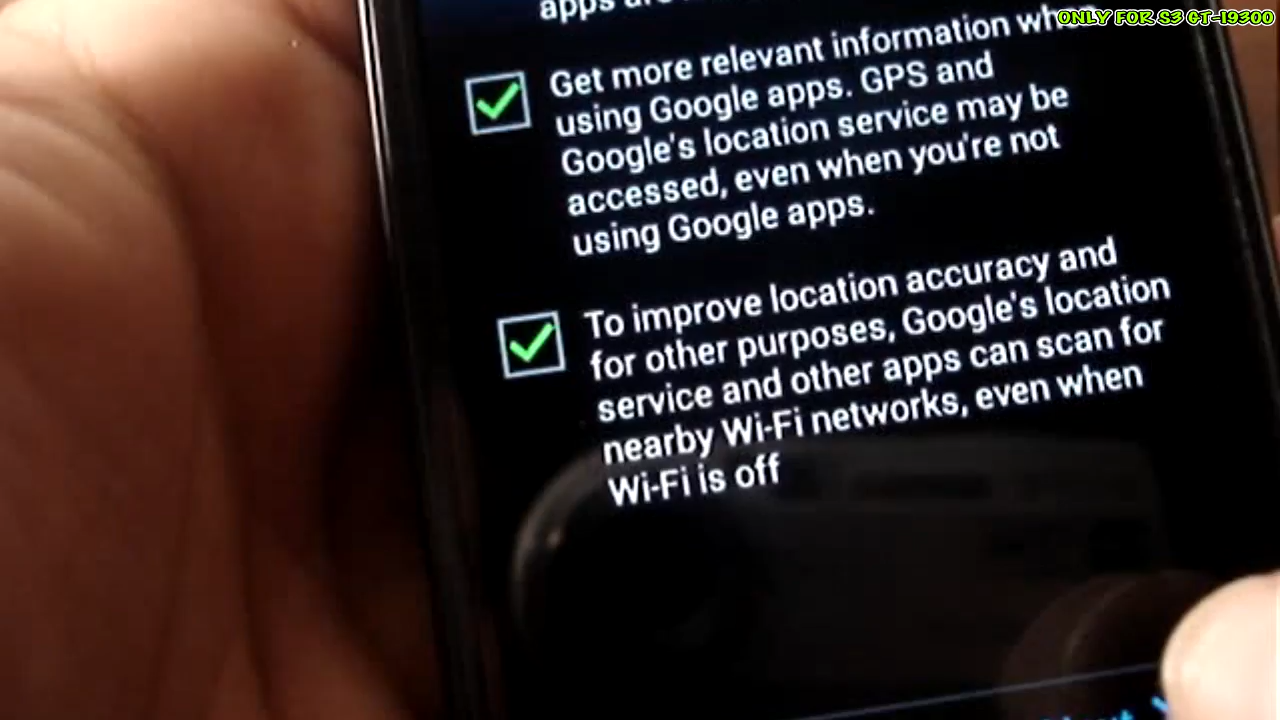 ONLY FOR S3 GT-I9300
apps
Get more relevant information when
using Google apps. GPS and
Google's location service may be
accessed, even when you're not
using Google apps.
To improve location accuracy and
for other purposes, Google's location
service and other apps can scan for
nearby Wi-Fi networks, even when
Wi-Fi is off